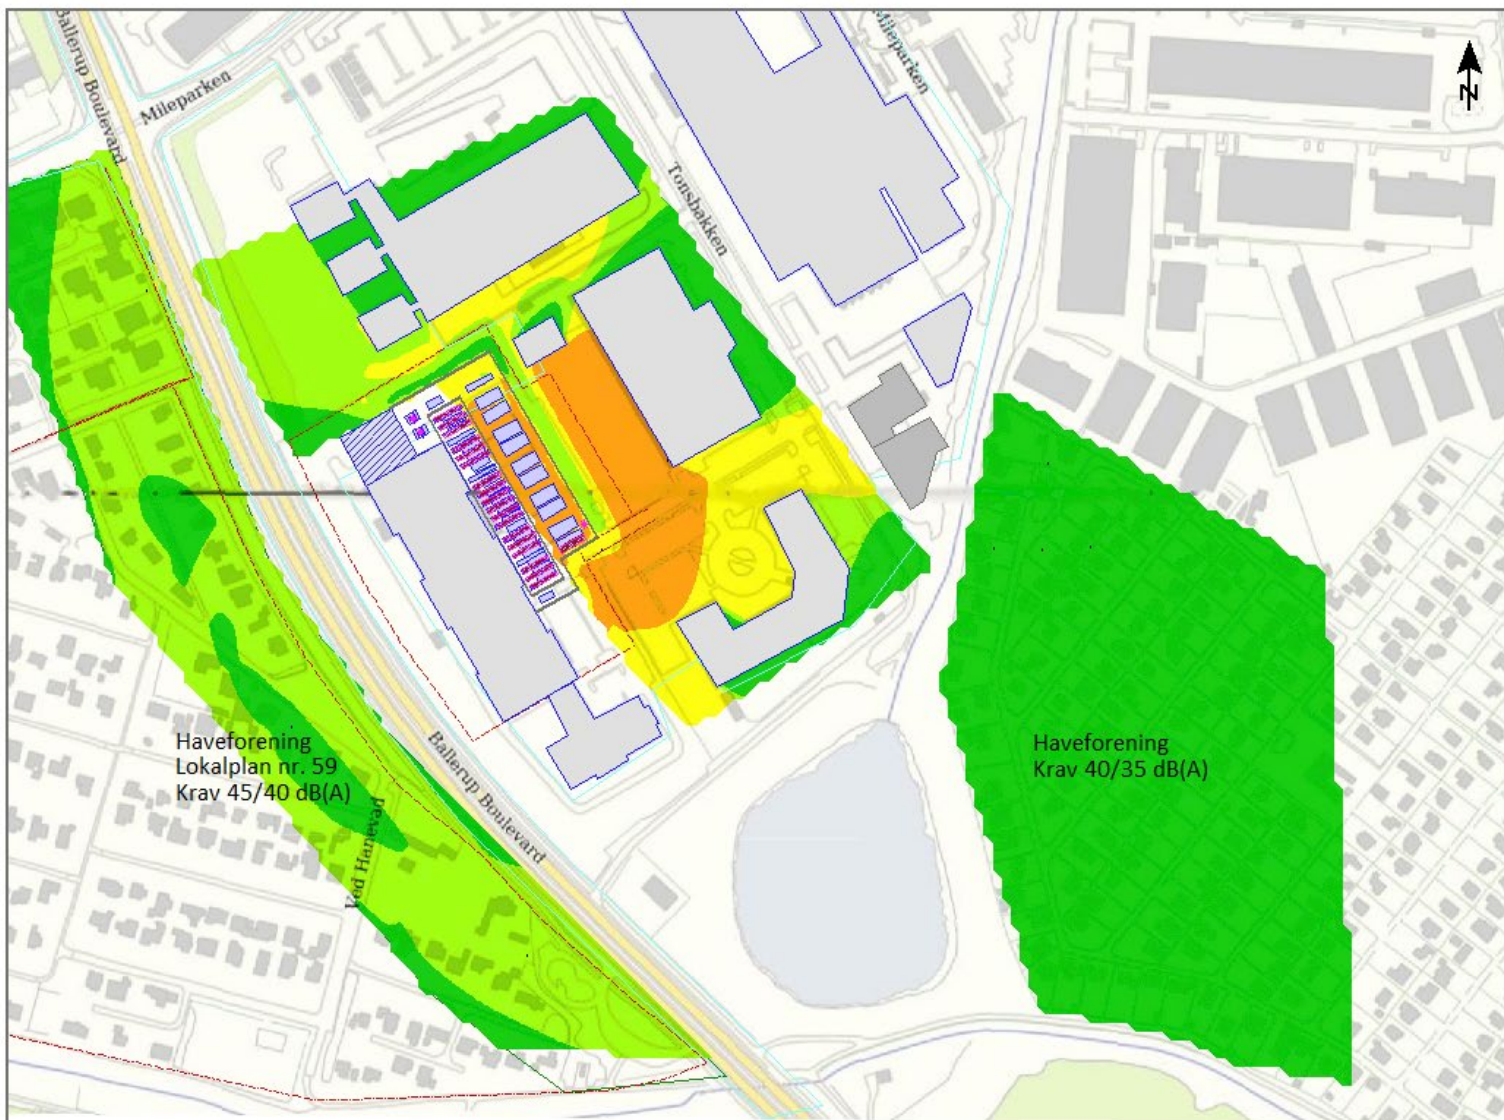 Ballerup Boulevard
Mileparken
Mileparken
Tonsbakken
N
Haveforening
Lokalplan nr. 59
Krav 45/40 dB(A)
Haveforening
Krav 40/35 dB(A)
Ballerup Boulevard
Ved Hanevad